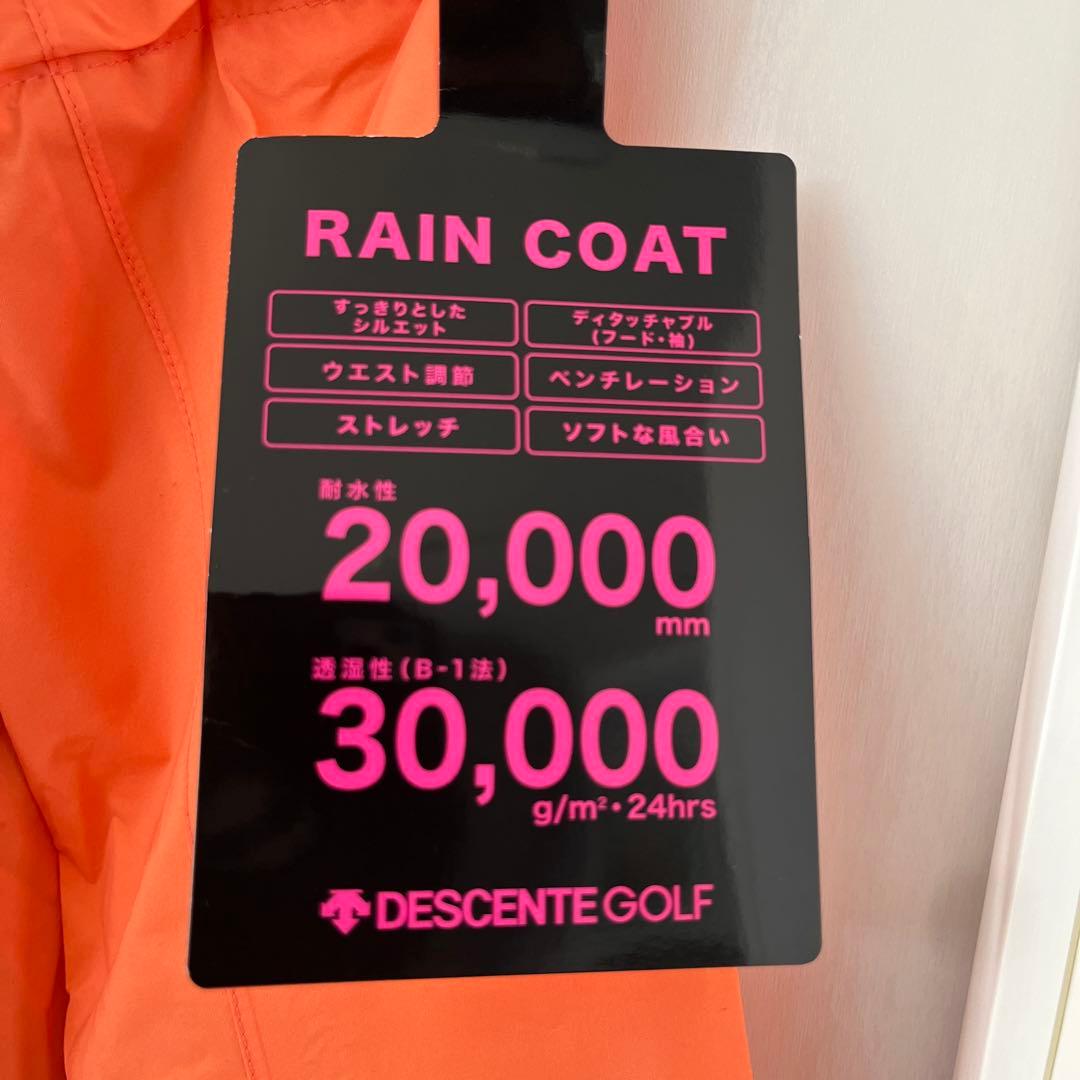 RAIN COAT
すっきりとした
シルエット
ディタッチャブル
(フード・袖)
ウエスト調節
ベンチレーション
ストレッチ
ソフトな風合い
耐水性
20,000
mm
透湿性(B-1法)
30,000
g/m²・24hrs
DESCENTE GOLF